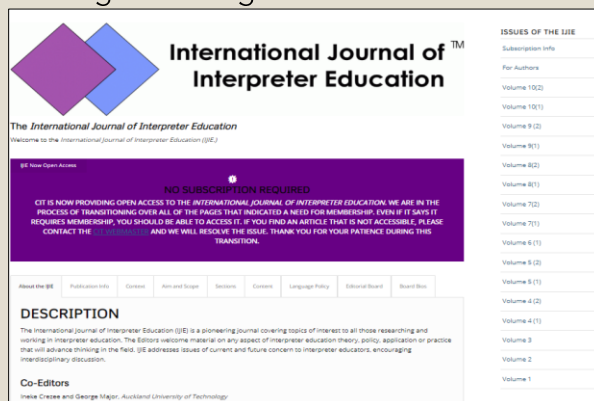 International Journal of ™
Interpreter Education
The International Journal of Interpreter Education
Welcome to the International Journal of Interpreter Education (IJIE.)
IJIE Now Open Access
NO SUBSCRIPTION REQUIRED
CIT IS NOW PROVIDING OPEN ACCESS TO THE INTERNATIONAL JOURNAL OF INTERPRETER EDUCATION. WE ARE IN THE
PROCESS OF TRANSITIONING OVER ALL OF THE PAGES THAT INDICATED A NEED FOR MEMBERSHIP. EVEN IF IT SAYS IT
REQUIRES MEMBERSHIP, YOU SHOULD BE ABLE TO ACCESS IT. IF YOU FIND AN ARTICLE THAT IS NOT ACCESSIBLE, PLEASE
CONTACT THE CIT WEBMASTER AND WE WILL RESOLVE THE ISSUE. THANK YOU FOR YOUR PATIENCE DURING THIS
TRANSITION.
About the IJIE
Publication Info
Contess
Aim and Scope
Sections
Content
Language Policy
Editorial Board
Board Bios
DESCRIPTION
The International Journal of Interpreter Education (IJIE) is a pioneering journal covering topics of interest to all those researching and
working in interpreter education. The Editors welcome material on any aspect of interpreter education theory, policy, application or practice
that will advance thinking in the field. IJIE addresses issues of current and future concern to interpreter educators, encouraging
interdisciplinary discussion.
Co-Editors
Ineke Crezee and George Major, Auckland University of Technology
ISSUES OF THE IJIE
Subscription Info
For Authors
Volume 10(2)
Volume 10(1)
Volume 9 (2)
Volume 9(1)
Volume 8(2)
Volume 8(1)
Volume 7(2)
Volume 7(1)
Volume 6 (1)
Volume 5 (2)
Volume 5 (1)
Volume 4 (2)
Volume 4 (1)
Volume 3
Volume 2
Volume 1